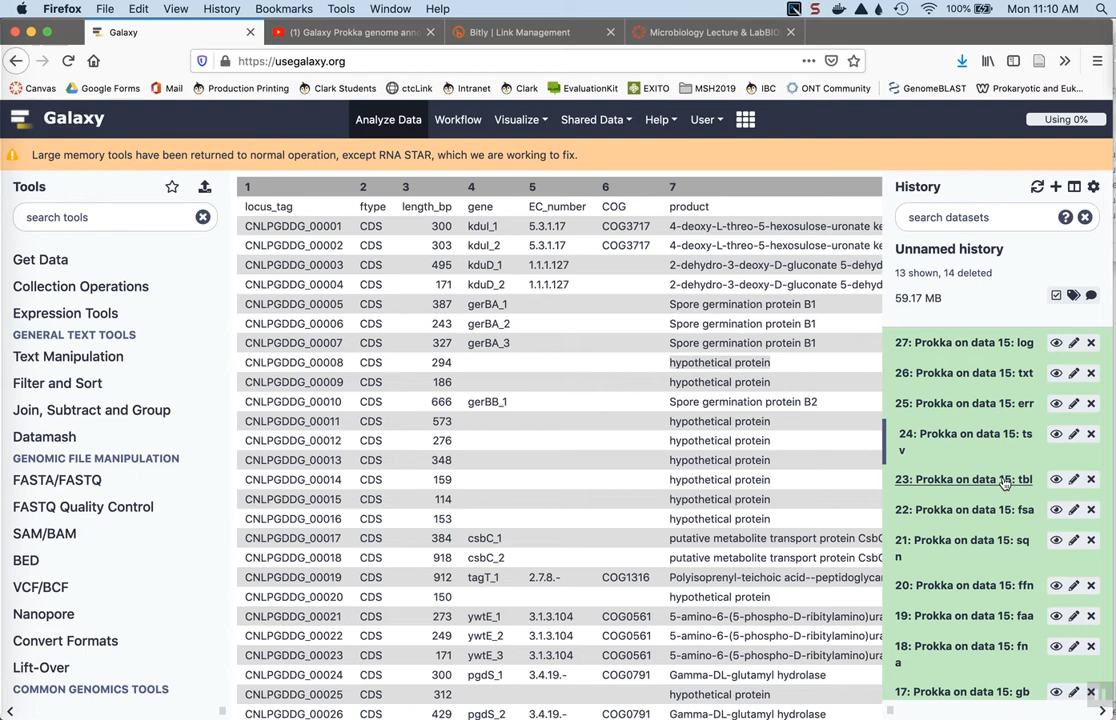 Firefox File Edit View History Bookmarks Tools Window Help 100% Mon 11:10 AM
Galaxy (1) Galaxy Prokka genome anno Bitly | Link Management Microbiology Lecture & LabBIO
https://usegalaxy.org
Canvas Google Forms Mail Production Printing Clark Students ctcLink Intranet Clark EvaluationKit EXITO MSH2019 IBC ONT Community GenomeBLAST Prokaryotic and Euk...
Galaxy Analyze Data Workflow Visualize Shared Data Help User Using 0%
Large memory tools have been returned to normal operation, except RNA STAR, which we are working to fix.
Tools
search tools
Get Data
Collection Operations
Expression Tools
GENERAL TEXT TOOLS
Text Manipulation
Filter and Sort
Join, Subtract and Group
Datamash
GENOMIC FILE MANIPULATION
FASTA/FASTQ
FASTQ Quality Control
SAM/BAM
BED
VCF/BCF
Nanopore
Convert Formats
Lift-Over
COMMON GENOMICS TOOLS
1 2 3 4 5 6 7
locus_tag ftype length_bp gene EC_number COG product
CNLPGDDG_00001 CDS 300 kduI_1 5.3.1.17 COG3717 4-deoxy-L-threo-5-hexosulose-uronate ke
CNLPGDDG_00002 CDS 303 kduI_2 5.3.1.17 COG3717 4-deoxy-L-threo-5-hexosulose-uronate ke
CNLPGDDG_00003 CDS 495 kduD_1 1.1.1.127 2-dehydro-3-deoxy-D-gluconate 5-dehyd
CNLPGDDG_00004 CDS 171 kduD_2 1.1.1.127 2-dehydro-3-deoxy-D-gluconate 5-dehyd
CNLPGDDG_00005 CDS 387 gerBA_1 Spore germination protein B1
CNLPGDDG_00006 CDS 243 gerBA_2 Spore germination protein B1
CNLPGDDG_00007 CDS 327 gerBA_3 Spore germination protein B1
CNLPGDDG_00008 CDS 294 hypothetical protein
CNLPGDDG_00009 CDS 186 hypothetical protein
CNLPGDDG_00010 CDS 666 gerBB_1 Spore germination protein B2
CNLPGDDG_00011 CDS 573 hypothetical protein
CNLPGDDG_00012 CDS 276 hypothetical protein
CNLPGDDG_00013 CDS 348 hypothetical protein
CNLPGDDG_00014 CDS 159 hypothetical protein
CNLPGDDG_00015 CDS 114 hypothetical protein
CNLPGDDG_00016 CDS 153 hypothetical protein
CNLPGDDG_00017 CDS 384 csbC_1 putative metabolite transport protein CsbC
CNLPGDDG_00018 CDS 918 csbC_2 putative metabolite transport protein CsbC
CNLPGDDG_00019 CDS 912 tagT_1 2.7.8.- COG1316 Polyisoprenyl-teichoic acid--peptidoglyca
CNLPGDDG_00020 CDS 150 hypothetical protein
CNLPGDDG_00021 CDS 273 ywtE_1 3.1.3.104 COG0561 5-amino-6-(5-phospho-D-ribitylamino)ura
CNLPGDDG_00022 CDS 249 ywtE_2 3.1.3.104 COG0561 5-amino-6-(5-phospho-D-ribitylamino)ura
CNLPGDDG_00023 CDS 171 ywtE_3 3.1.3.104 COG0561 5-amino-6-(5-phospho-D-ribitylamino)ura
CNLPGDDG_00024 CDS 300 pgdS_1 3.4.19.- COG0791 Gamma-DL-glutamyl hydrolase
CNLPGDDG_00025 CDS 312 hypothetical protein
CNLPGDDG_00026 CDS 429 pgdS_2 3.4.19.- COG0791 Gamma-DL-glutamyl hydrolase
History
search datasets
Unnamed history
13 shown, 14 deleted
59.17 MB
27: Prokka on data 15: log
26: Prokka on data 15: txt
25: Prokka on data 15: err
24: Prokka on data 15: ts
v
23: Prokka on data 15: tbl
22: Prokka on data 15: fsa
21: Prokka on data 15: sq
n
20: Prokka on data 15: ffn
19: Prokka on data 15: faa
18: Prokka on data 15: fn
a
17: Prokka on data 15: gb